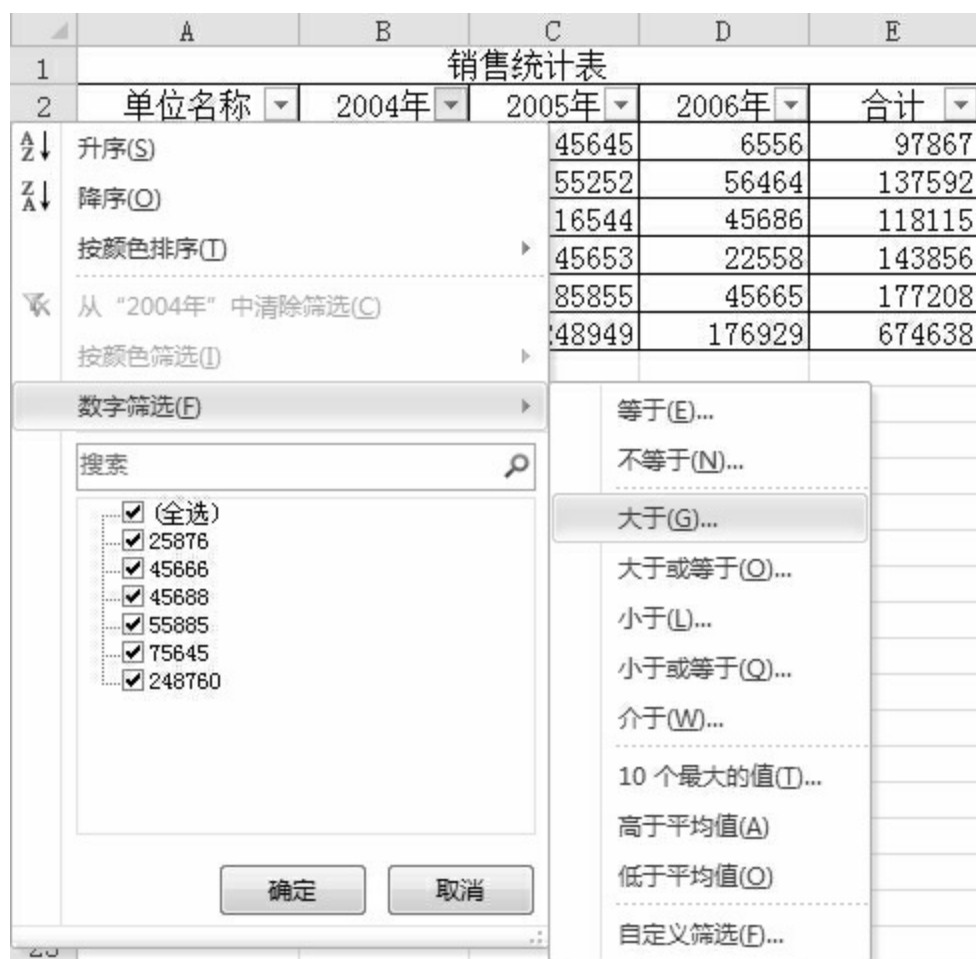 A B C D E
1 销售统计表
2 单位名称 2004年 2005年 2006年 合计
升序(S) 45645 6556 97867
降序(O) 55252 56464 137592
16544 45686 118115
按颜色排序(T) 45653 22558 143856
从“2004年”中清除筛选(C) 85855 45665 177208
48949 176929 674638
按颜色筛选(I)
数字筛选(F)
搜索
(全选)
25876
45666
45688
55885
75645
248760
确定 取消
等于(E)...
不等于(N)...
大于(G)...
大于或等于(O)...
小于(L)...
小于或等于(Q)...
介于(W)...
10 个最大的值(T)...
高于平均值(A)
低于平均值(O)
自定义筛选(F)...